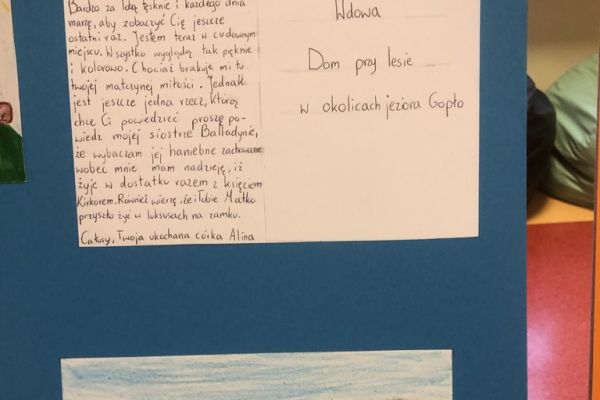 Bardzo za Tobą tęsknię i każdego dnia
marzę, aby zobaczyć Cię jeszcze
ostatni raz. Jestem teraz w cudownym
miejscu. Wszystko wygląda tak pięknie
i kolorowo. Chociaż brakuje mi tu
twojej matczynej miłości. Jednak
jest jeszcze jedna rzecz, którą
chcę Ci powiedzieć proszę po-
wiedz mojej siostrze Balladynie,
że wybaczam jej haniebne zachowanie
wobec mnie mam nadzieję, iż
żyje w dostatku razem z księciem
Kirkorem. Również wierzę, że i Tobie Matko
przyszło żyć w luksusach na zamku.
Całusy, Twoja ukochana córka Alina
Wdowa
Dom przy lesie
w okolicach jeziora Gopło